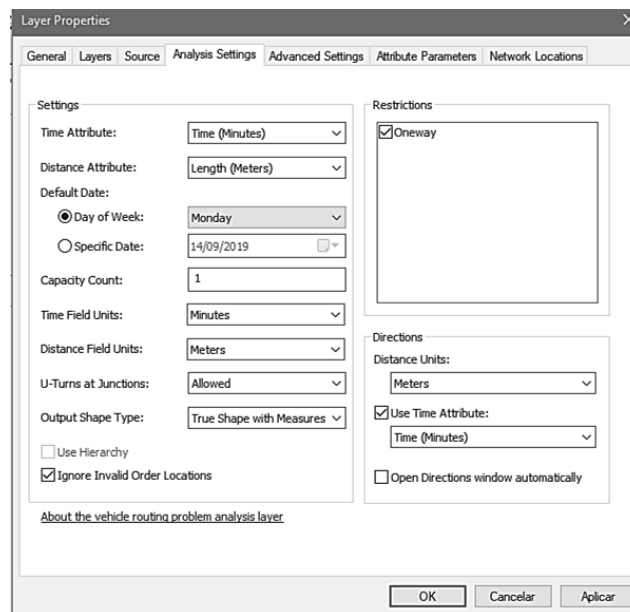 Layer Properties
General Layers Source Analysis Settings Advanced Settings Attribute Parameters Network Locations
Settings
Time Attribute: Time (Minutes)
Distance Attribute: Length (Meters)
Default Date:
Day of Week: Monday
Specific Date: 14/09/2019
Capacity Count: 1
Time Field Units: Minutes
Distance Field Units: Meters
U-Turns at Junctions: Allowed
Output Shape Type: True Shape with Measures
Use Hierarchy
Ignore Invalid Order Locations
About the vehicle routing problem analysis layer
Restrictions
Oneway
Directions
Distance Units:
Meters
Use Time Attribute:
Time (Minutes)
Open Directions window automatically
OK Cancelar Aplicar